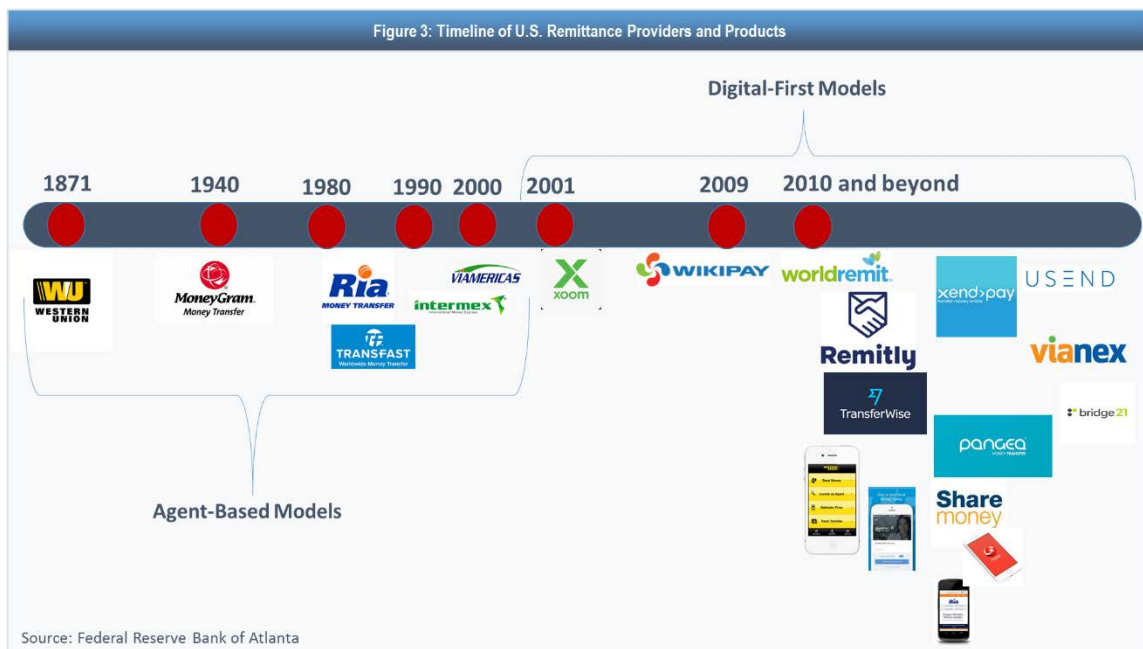 Figure 3: Timeline of U.S. Remittance Providers and Products
Digital-First Models
1871
1940
1980
1990
2000
2001
2009
2010 and beyond
WU
WESTERN
UNION
MoneyGram
Money Transfer
Ria
MONEY TRANSFER
TRANSFAST
Worldwide Money Transfer
VIAMERICAS
intermex
X
xoom
WIKIPAY
worldremit
Remitly
TransferWise
xend>pay
USEND
vianex
bridge21
PANGEA
MONEY TRANSFER
Share
money
Send Money
Ria
Agent-Based Models
Source: Federal Reserve Bank of Atlanta